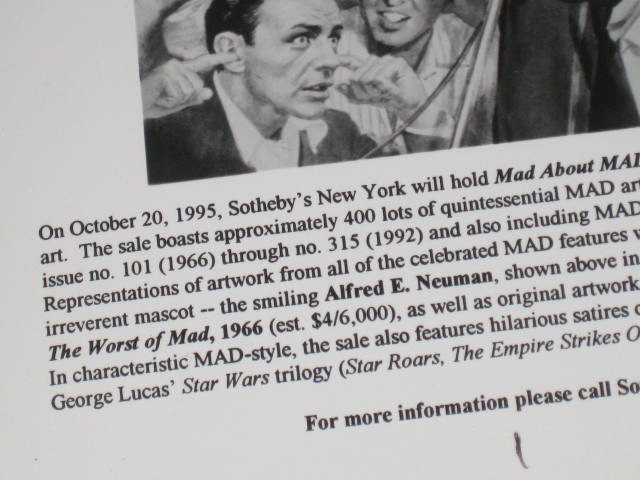 On October 20, 1995, Sotheby's New York will hold Mad About MAD
art. The sale boasts approximately 400 lots of quintessential MAD art
issue no. 101 (1966) through no. 315 (1992) and also including MAD
Representations of artwork from all of the celebrated MAD features w
irreverent mascot -- the smiling Alfred E. Neuman, shown above in
The Worst of Mad, 1966 (est. $4/6,000), as well as original artwork
In characteristic MAD-style, the sale also features hilarious satires o
George Lucas' Star Wars trilogy (Star Roars, The Empire Strikes O
For more information please call So